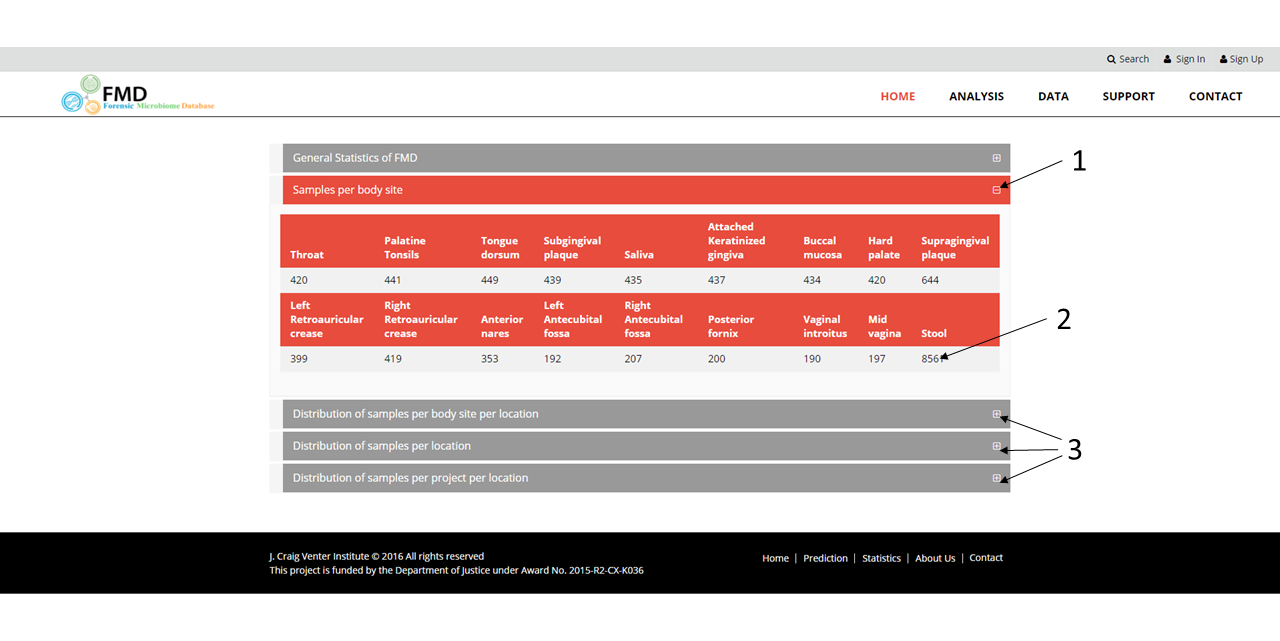 Search Sign In Sign Up
FMD
Forensic Microbiome Database
HOME ANALYSIS DATA SUPPORT CONTACT
General Statistics of FMD
1
Samples per body site
Throat
Palatine
Tonsils
Tongue
dorsum
Subgingival
plaque
Saliva
Attached
Keratinized
gingiva
Buccal
mucosa
Hard
palate
Supragingival
plaque
420 441 449 439 435 437 434 420 644
Left
Retroauricular
crease
Right
Retroauricular
crease
Anterior
nares
Left
Antecubital
fossa
Right
Antecubital
fossa
Posterior
fornix
Vaginal
introitus
Mid
vagina
Stool
2
399 419 353 192 207 200 190 197
Distribution of samples per body site per location
Distribution of samples per location
3
Distribution of samples per project per location
J. Craig Venter Institute © 2016 All rights reserved
This project is funded by the Department of Justice under Award No. 2015-R2-CX-K036
Home | Prediction | Statistics | About Us | Contact